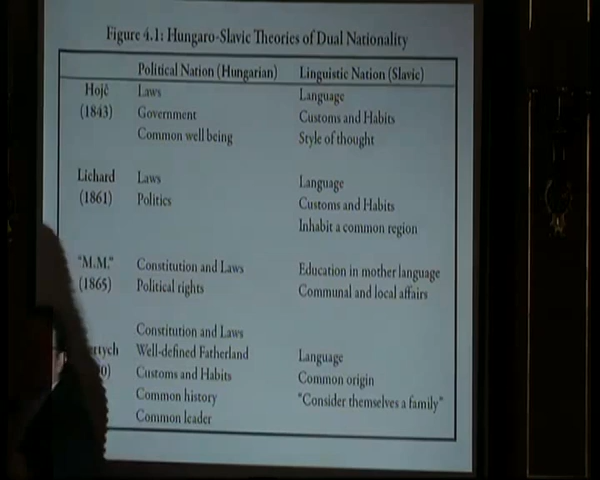 Figure 4.1: Hungaro-Slavic Theories of Dual Nationality
Political Nation (Hungarian) Linguistic Nation (Slavic)
Hojč Laws Language
(1843) Government Customs and Habits
Common well being Style of thought
Lichard Laws Language
(1861) Politics Customs and Habits
Inhabit a common region
"M.M." Constitution and Laws Education in mother language
(1865) Political rights Communal and local affairs
Constitution and Laws
Well-defined Fatherland Language
Customs and Habits Common origin
Common history "Consider themselves a family"
Common leader